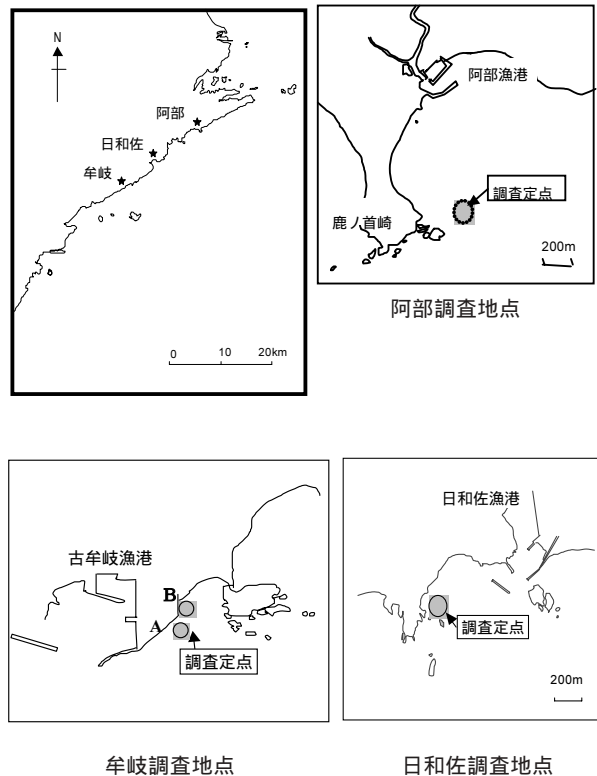 N
阿部
日和佐
牟岐
0 10 20km
阿部漁港
調査定点
鹿ノ首崎
200m
阿部調査地点
古牟岐漁港
B
A
調査定点
牟岐調査地点
日和佐漁港
調査定点
200m
日和佐調査地点